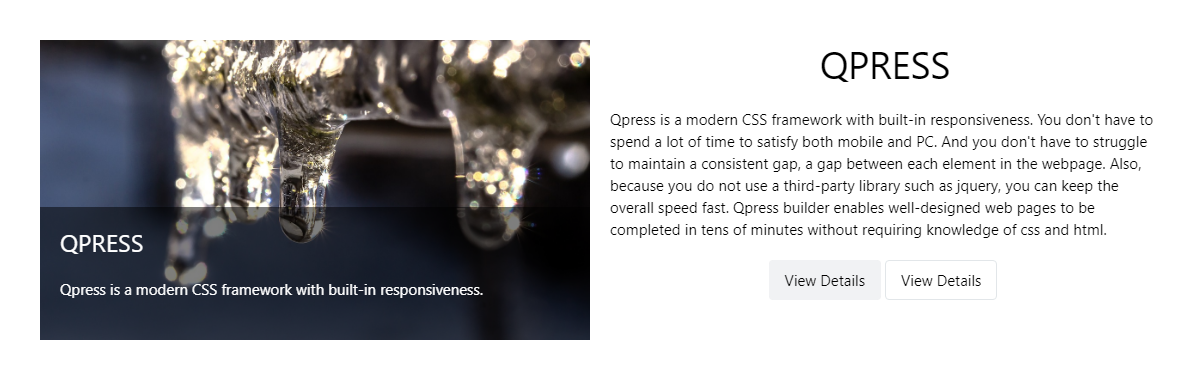 QPRESS
Qpress is a modern CSS framework with built-in responsiveness.
QPRESS
Qpress is a modern CSS framework with built-in responsiveness. You don't have to
spend a lot of time to satisfy both mobile and PC. And you don't have to struggle
to maintain a consistent gap, a gap between each element in the webpage. Also,
because you do not use a third-party library such as jquery, you can keep the
overall speed fast. Qpress builder enables well-designed web pages to be
completed in tens of minutes without requiring knowledge of css and html.
View Details View Details